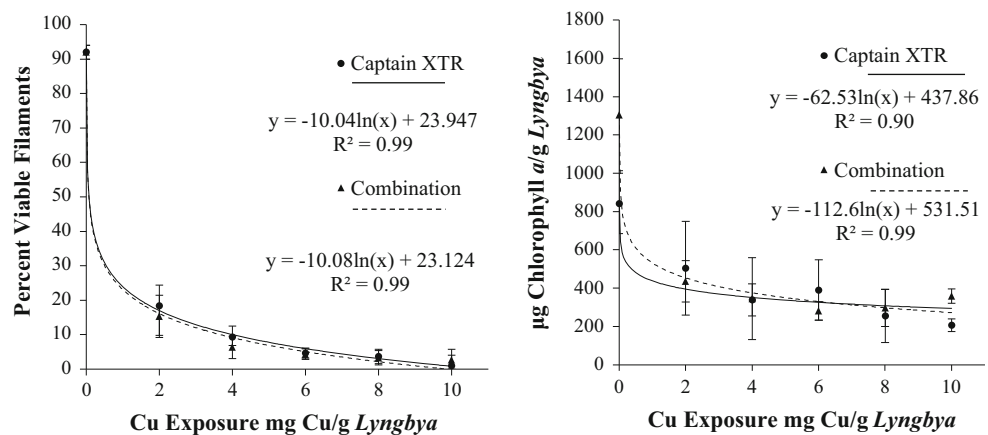 100
90
80
70
60
50
40
30
20
10
0
Percent Viable Filaments
Captain XTR
y = -10.04ln(x) + 23.947
R² = 0.99
Combination
y = -10.08ln(x) + 23.124
R² = 0.99
0 2 4 6 8 10
Cu Exposure mg Cu/g Lyngbya
1800
1600
1400
1200
1000
800
600
400
200
0
µg Chlorophyll a/g Lyngbya
Captain XTR
y = -62.53ln(x) + 437.86
R² = 0.90
Combination
y = -112.6ln(x) + 531.51
R² = 0.99
0 2 4 6 8 10
Cu Exposure mg Cu/g Lyngbya